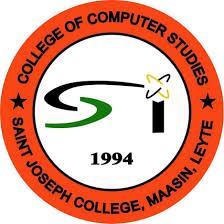 COLLEGE OF COMPUTER STUDIES
1994
SAINT JOSEPH COLLEGE, MAASIN, LEYTE